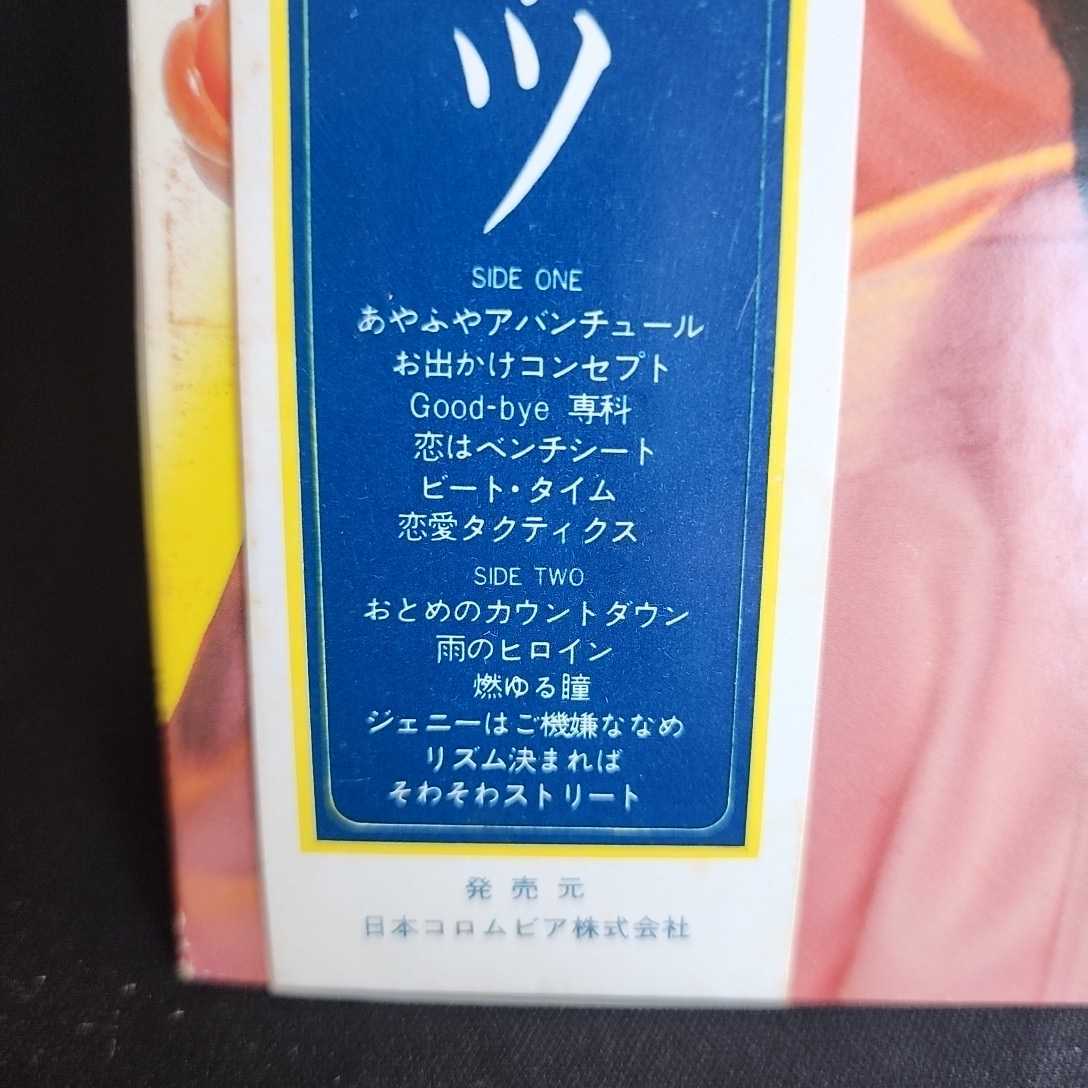 ツ
SIDE ONE
あやふやアバンチュール
お出かけコンセプト
Good-bye 専科
恋はベンチシート
ビート・タイム
恋愛タクティクス
SIDE TWO
おとめのカウントダウン
雨のヒロイン
燃ゆる瞳
ジェニーはご機嫌ななめ
リズム決まれば
そわそわストリート
発売元
日本コロムビア株式会社